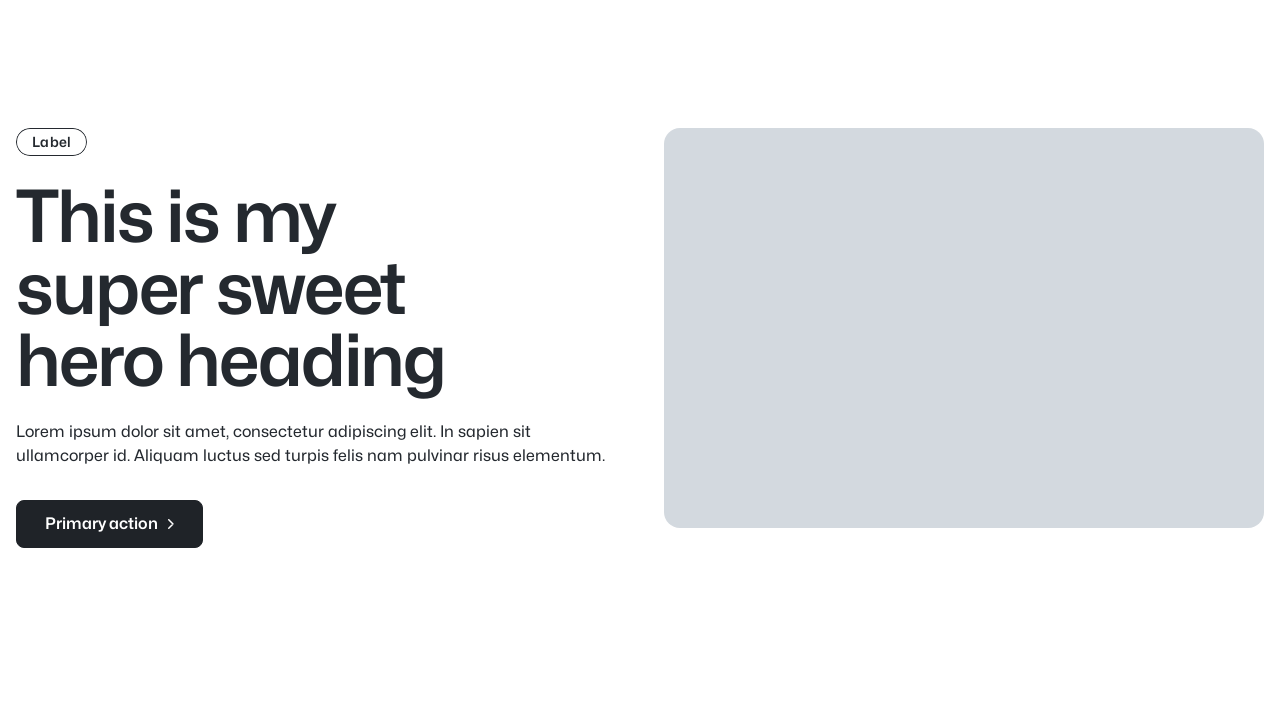 Label
This is my
super sweet
hero heading
Lorem ipsum dolor sit amet, consectetur adipiscing elit. In sapien sit
ullamcorper id. Aliquam luctus sed turpis felis nam pulvinar risus elementum.
Primary action